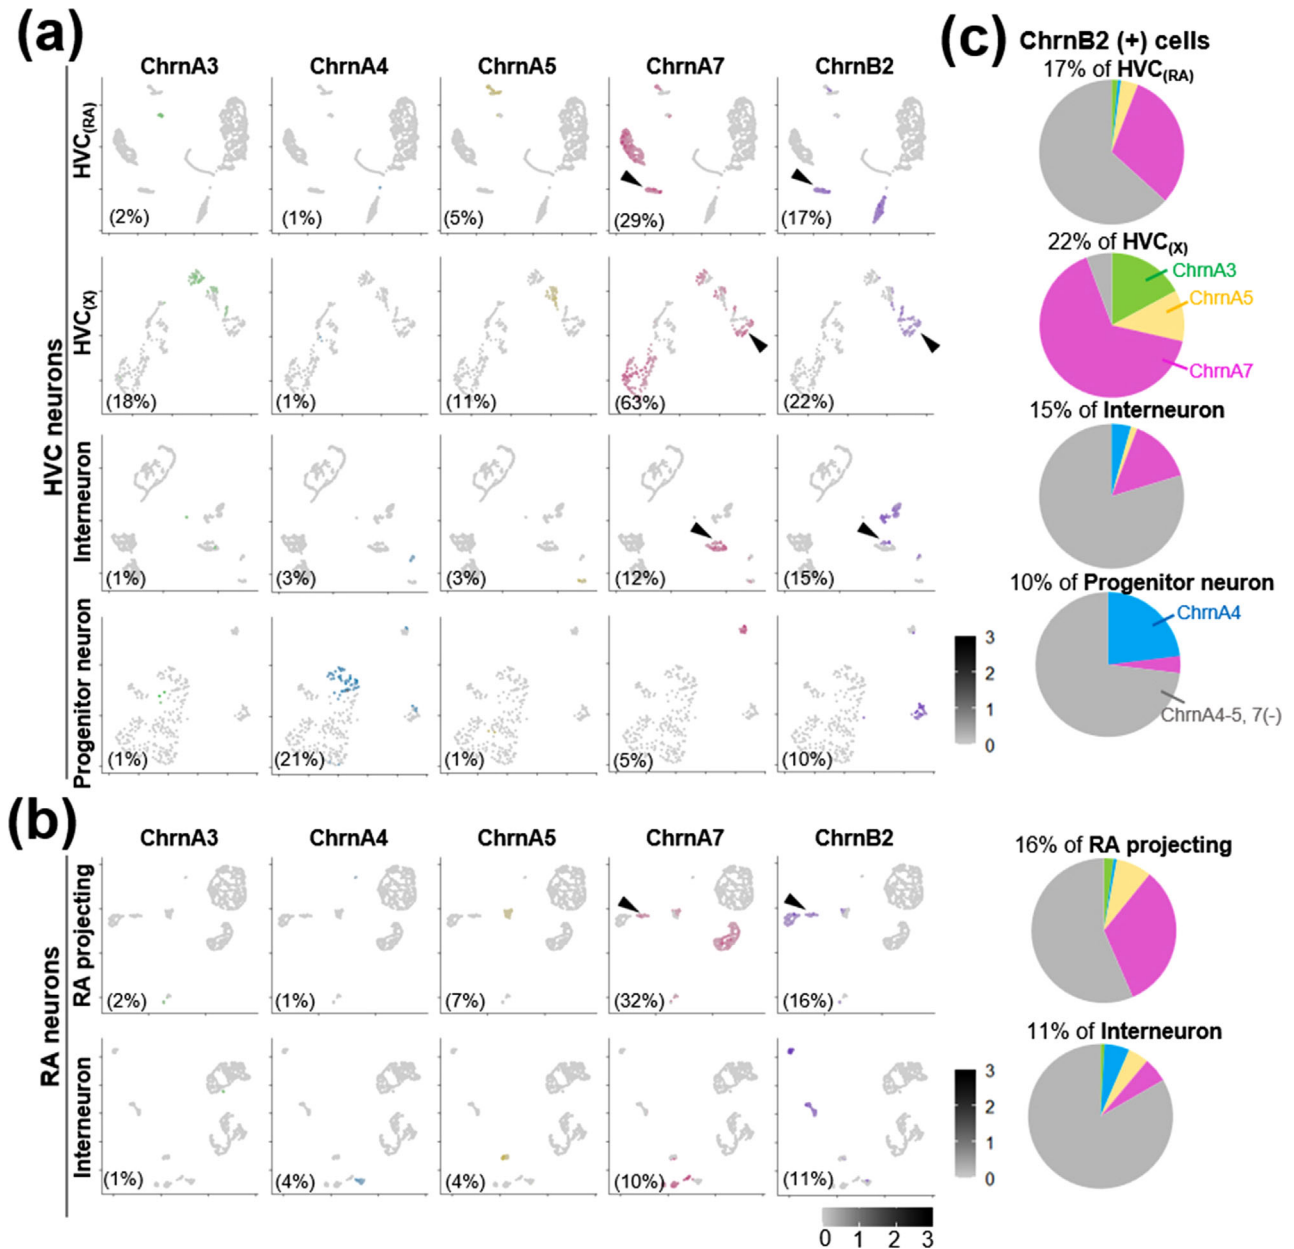 (a)
ChrnA3 ChrnA4 ChrnA5 ChrnA7 ChrnB2
HVC neurons
HVC(RA)
(2%) (1%) (5%) (29%) (17%)
HVC(X)
(18%) (1%) (11%) (63%) (22%)
Interneuron
(1%) (3%) (3%) (12%) (15%)
Progenitor neuron
(1%) (21%) (1%) (5%) (10%)
3
2
1
0
(b)
ChrnA3 ChrnA4 ChrnA5 ChrnA7 ChrnB2
RA neurons
RA projecting
(2%) (1%) (7%) (32%) (16%)
Interneuron
(1%) (4%) (4%) (10%) (11%)
3
2
1
0
0 1 2 3
(c)
ChrnB2 (+) cells
17% of HVC(RA)
22% of HVC(X)
ChrnA3
ChrnA5
ChrnA7
15% of Interneuron
10% of Progenitor neuron
ChrnA4
ChrnA4-5, 7(-)
16% of RA projecting
11% of Interneuron